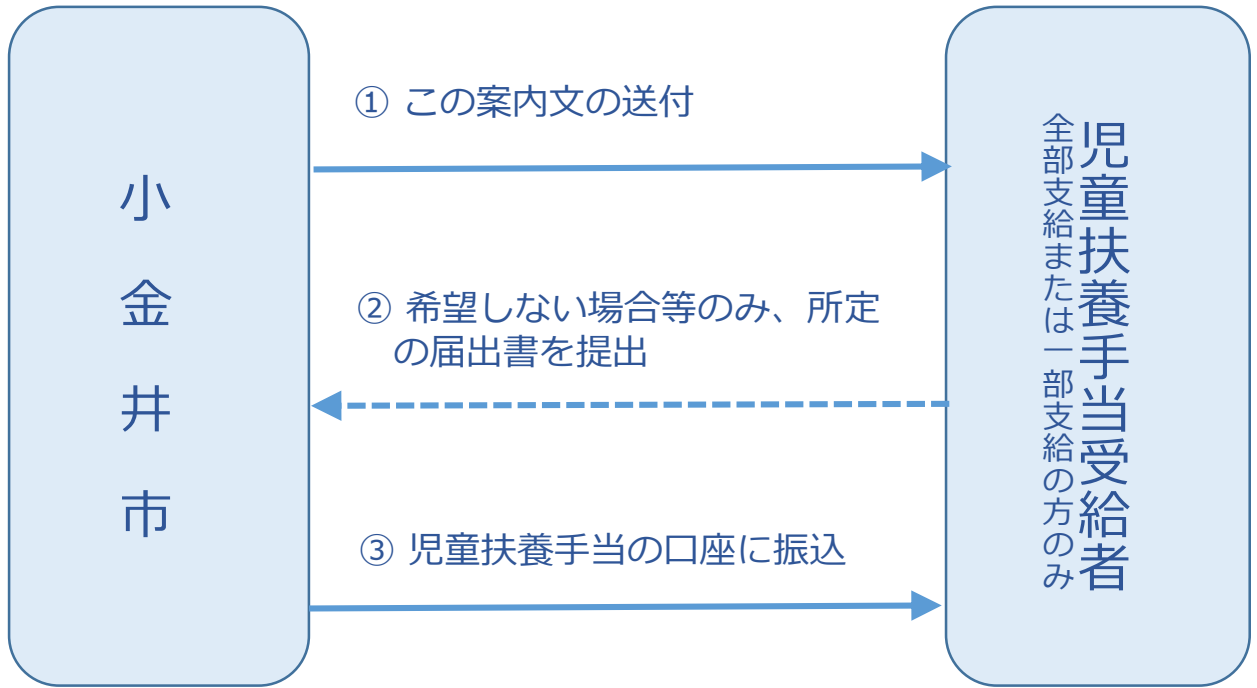 小金井市
① この案内文の送付
② 希望しない場合等のみ、所定
の届出書を提出
③ 児童扶養手当の口座に振込
児童扶養手当受給者
全部支給または一部支給の方のみ